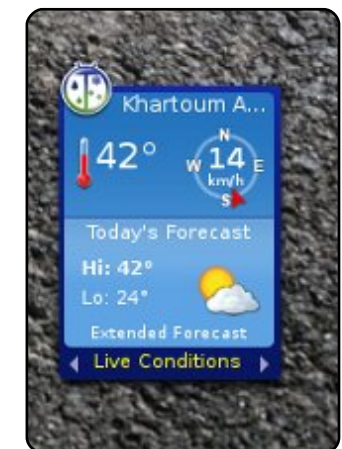 Khartoum A...
42°
N
W 14 E
km/h
S
Today's Forecast
Hi: 42°
Lo: 24°
Extended Forecast
Live Conditions